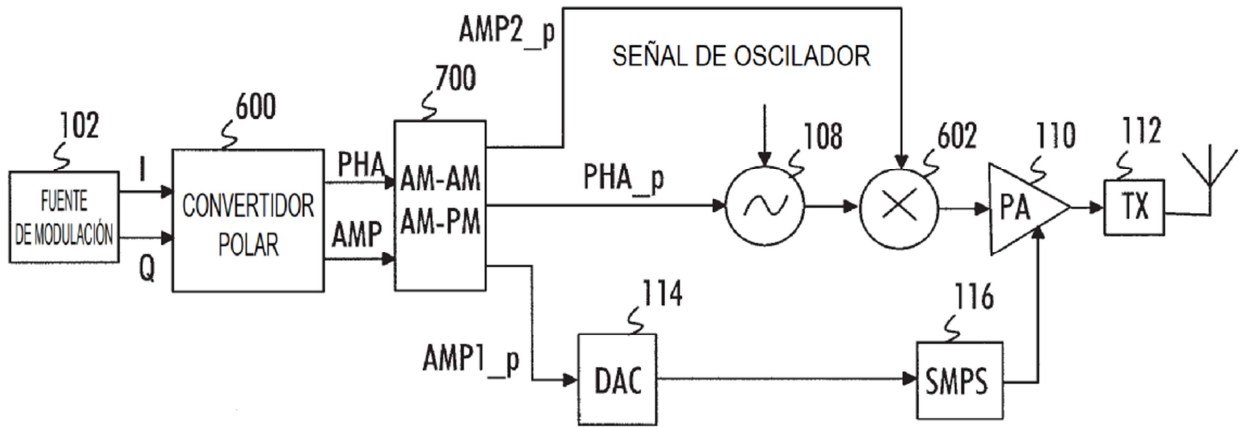 AMP2_p
SEÑAL DE OSCILADOR
700
600
102
108
602
110
112
I
PHA
FUENTE
DE MODULACIÓN
CONVERTIDOR
POLAR
AM-AM
AM-PM
PHA_p
PA
TX
AMP
Q
114
116
AMP1_p
DAC
SMPS